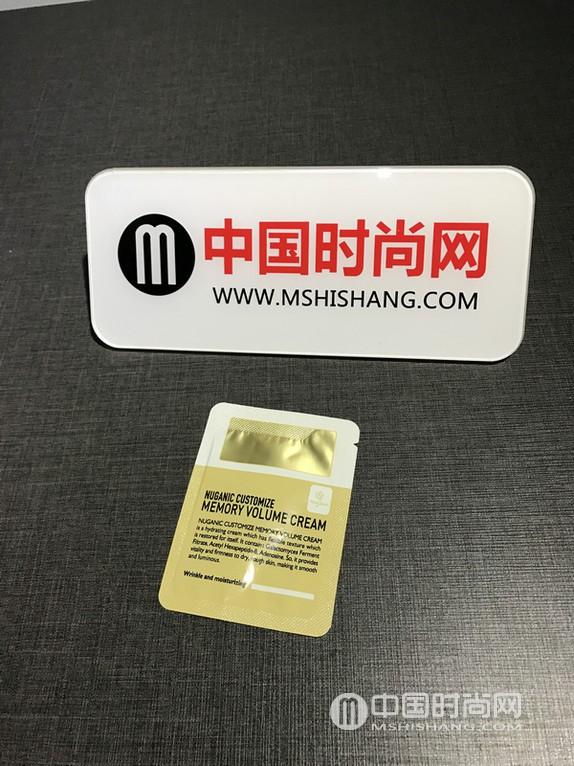 m 中国时尚网
WWW.MSHISHANG.COM
NUGANIC CUSTOMIZE
MEMORY VOLUME CREAM
NUGANIC CUSTOMIZE MEMORY VOLUME CREAM
is a hydrating cream which has flexible texture which
is restored for itself. It contains Galactomyces Ferment
Filtrate, Acetyl Hexapeptide8, Adenosine. So, it provides
vitality and firmness to dry, rough skin, making it smooth
and luminous.
Wrinkle and moisturizing
m 中国时尚网
MSHISHANG.COM